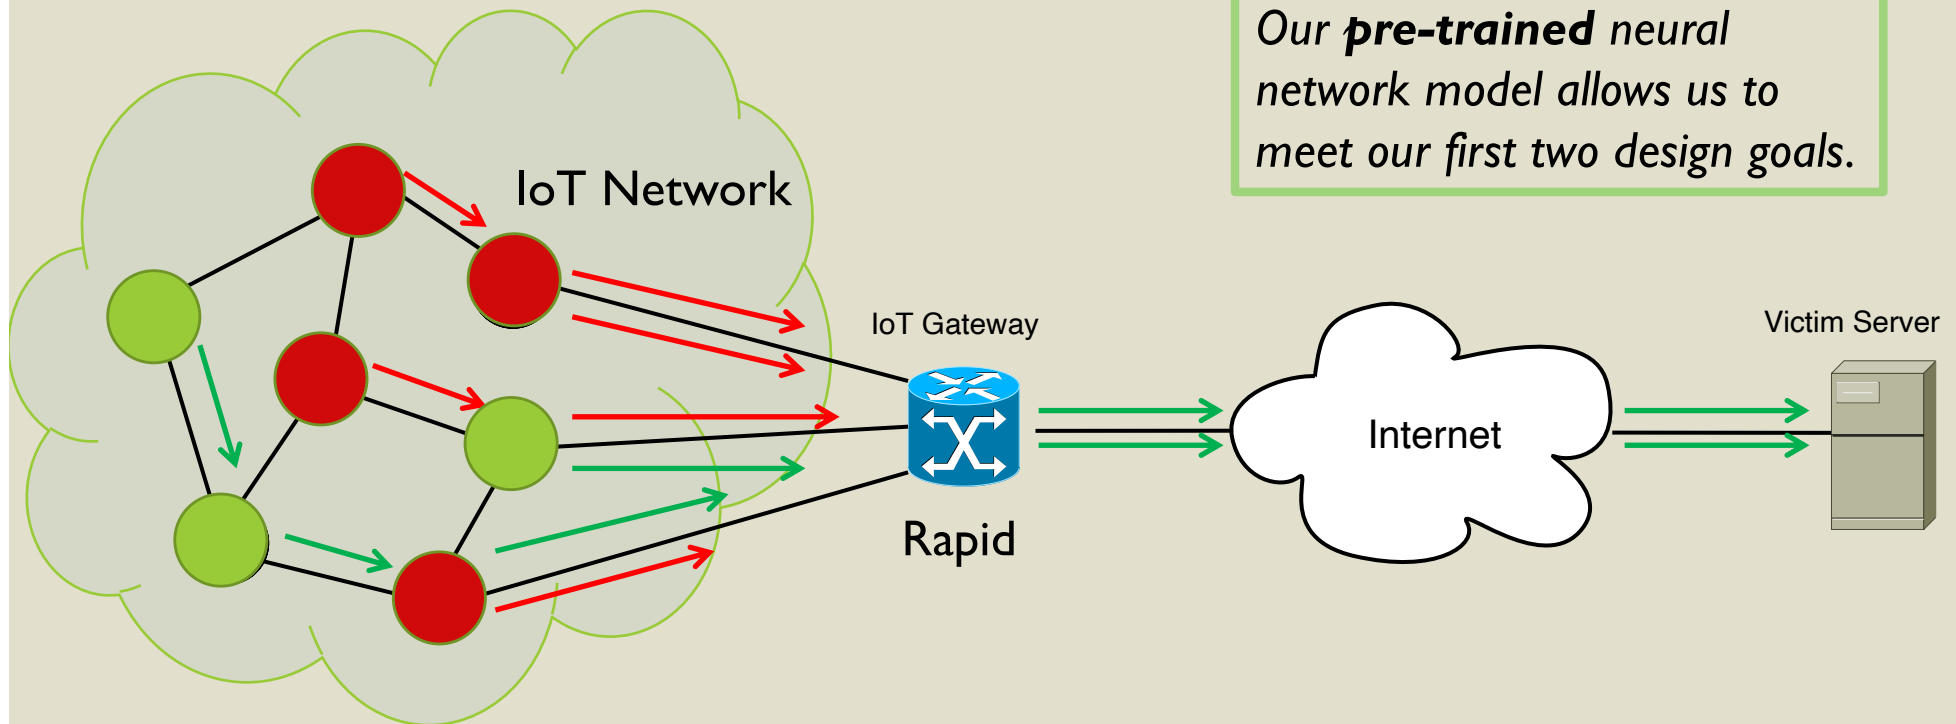 Our pre-trained neural
network model allows us to
meet our first two design goals.
IoT Network
IoT Gateway
Victim Server
Internet
Rapid